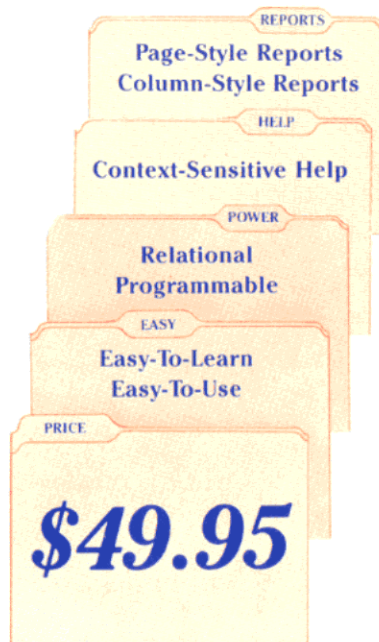 REPORTS
Page-Style Reports
Column-Style Reports
HELP
Context-Sensitive Help
POWER
Relational
Programmable
EASY
Easy-To-Learn
Easy-To-Use
PRICE
$49.95